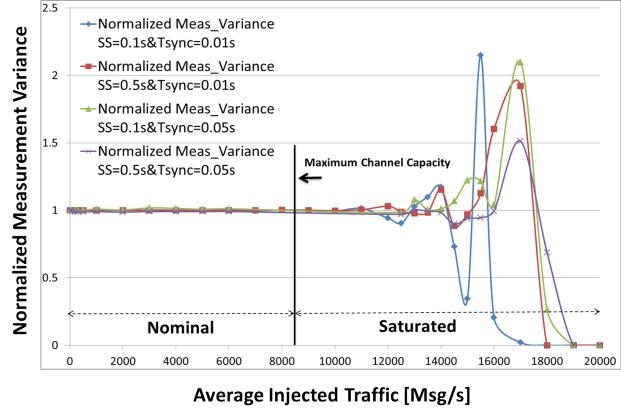 Normalized Measurement Variance
2.5
2
1.5
1
0.5
0
Normalized Meas_Variance
SS=0.1s&Tsync=0.01s
Normalized Meas_Variance
SS=0.5s&Tsync=0.01s
Normalized Meas_Variance
SS=0.1s&Tsync=0.05s
Normalized Meas_Variance
SS=0.5s&Tsync=0.05s
Maximum Channel Capacity
Nominal
Saturated
0 2000 4000 6000 8000 10000 12000 14000 16000 18000 20000
Average Injected Traffic [Msg/s]